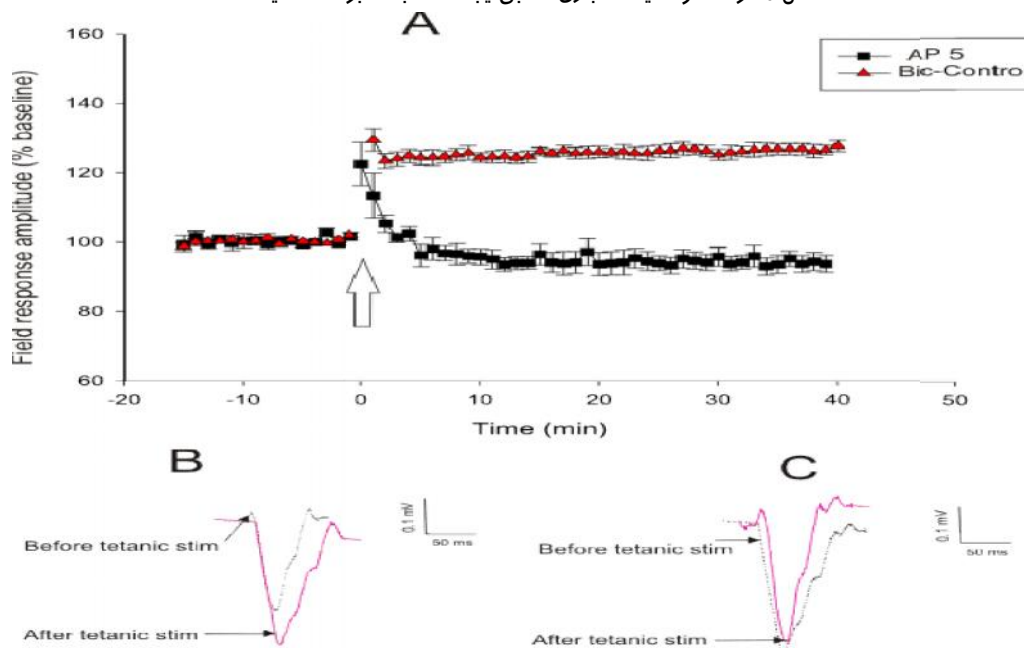 A
160
140
120
100
80
60
Field response amplitude (% baseline)
AP 5
Bic-Contro
-20 -10 0 10 20 30 40 50
Time (min)
B
Before tetanic stim
After tetanic stim
0.1 mV
50 ms
C
Before tetanic stim
After tetanic stim
0.1 mV
50 ms